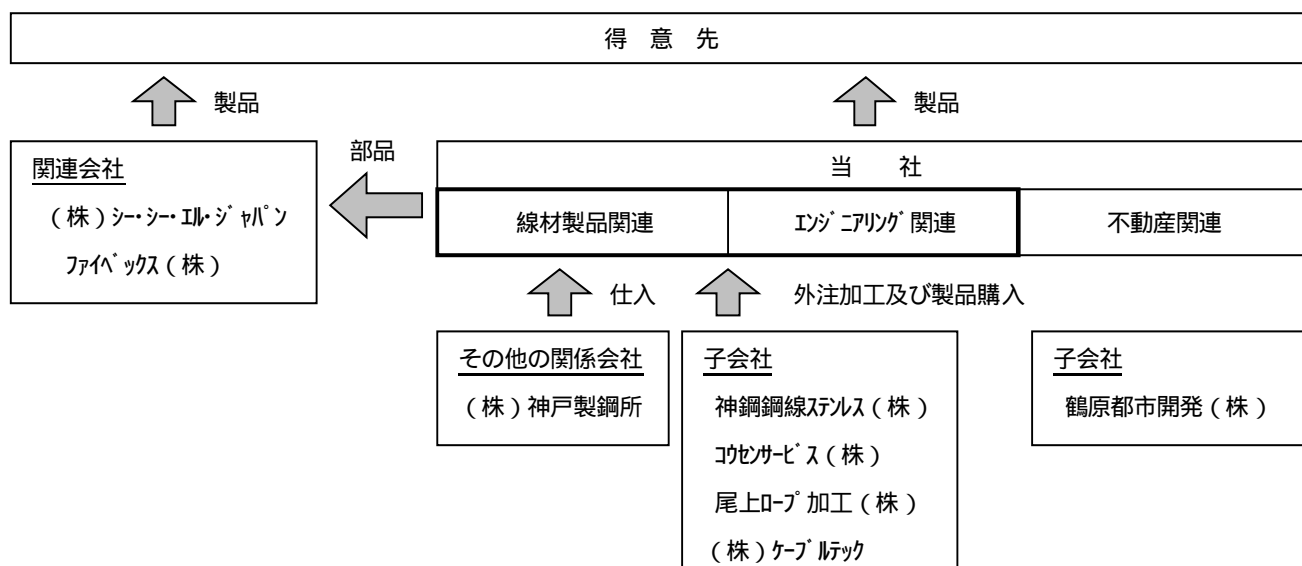 得 意 先
製品
製品
関連会社
（株）ｼｰ･ｼｰ･ｴﾙ･ｼﾞｬﾊﾟﾝ
ﾌｧｲﾍﾞｯｸｽ（株）
部品
当 社
線材製品関連
ｴﾝｼﾞﾆｱﾘﾝｸﾞ関連
不動産関連
仕入
外注加工及び製品購入
その他の関係会社
（株）神戸製鋼所
子会社
神鋼鋼線ｽﾃﾝﾚｽ（株）
ｺｳｾﾝｻｰﾋﾞｽ（株）
尾上ﾛｰﾌﾟ加工（株）
（株）ｹｰﾌﾞﾙﾃｯｸ
子会社
鶴原都市開発（株）